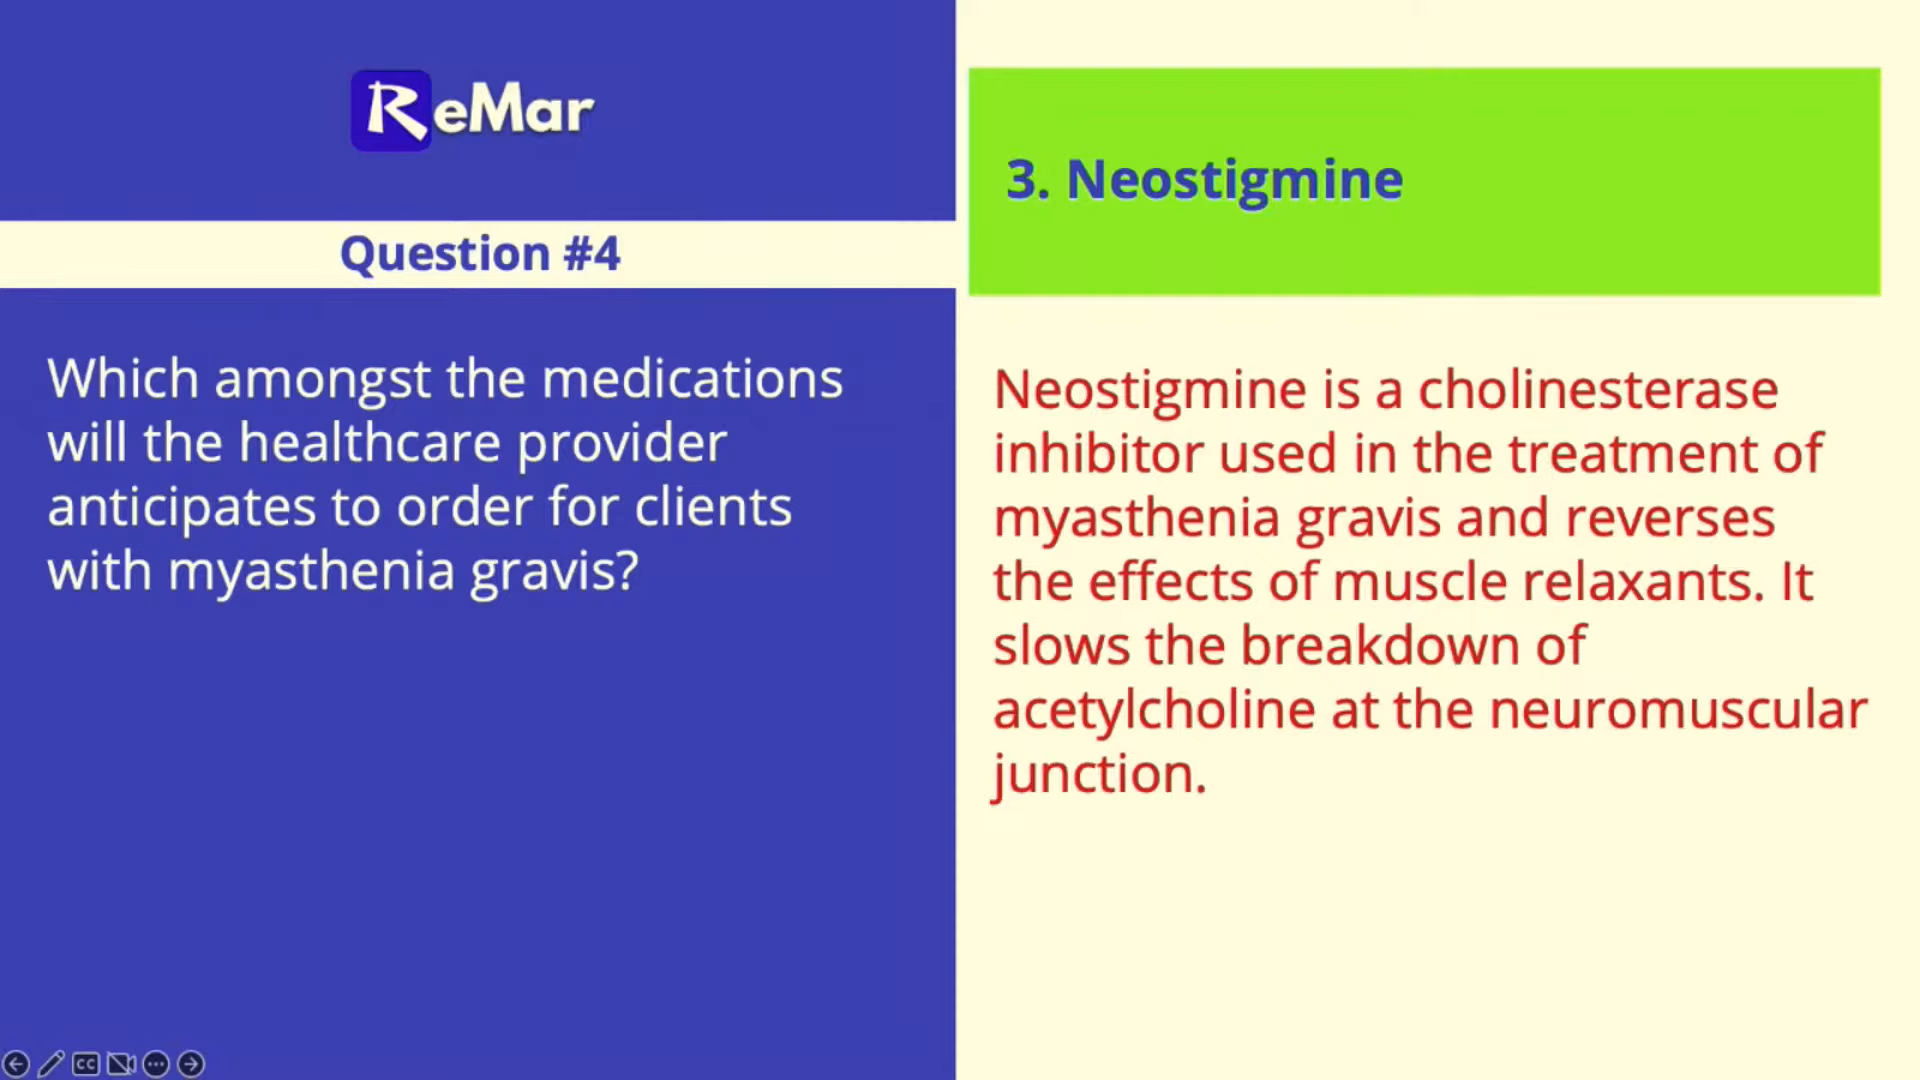 ReMar
Question #4
Which amongst the medications
will the healthcare provider
anticipates to order for clients
with myasthenia gravis?
3. Neostigmine
Neostigmine is a cholinesterase
inhibitor used in the treatment of
myasthenia gravis and reverses
the effects of muscle relaxants. It
slows the breakdown of
acetylcholine at the neuromuscular
junction.
CC